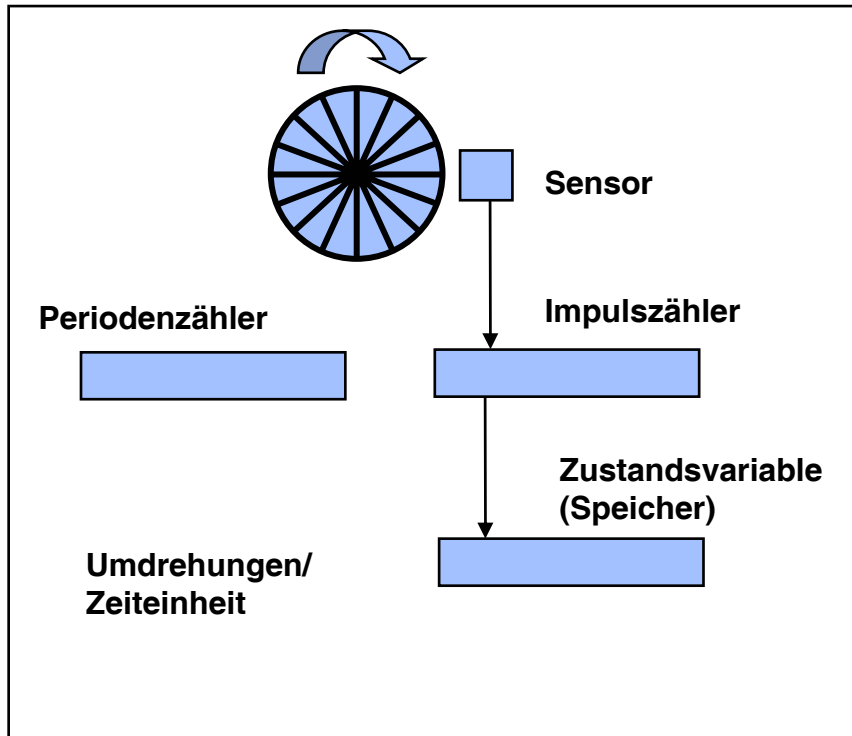 Sensor
Periodenzähler
Impulszähler
Zustandsvariable
(Speicher)
Umdrehungen/
Zeiteinheit